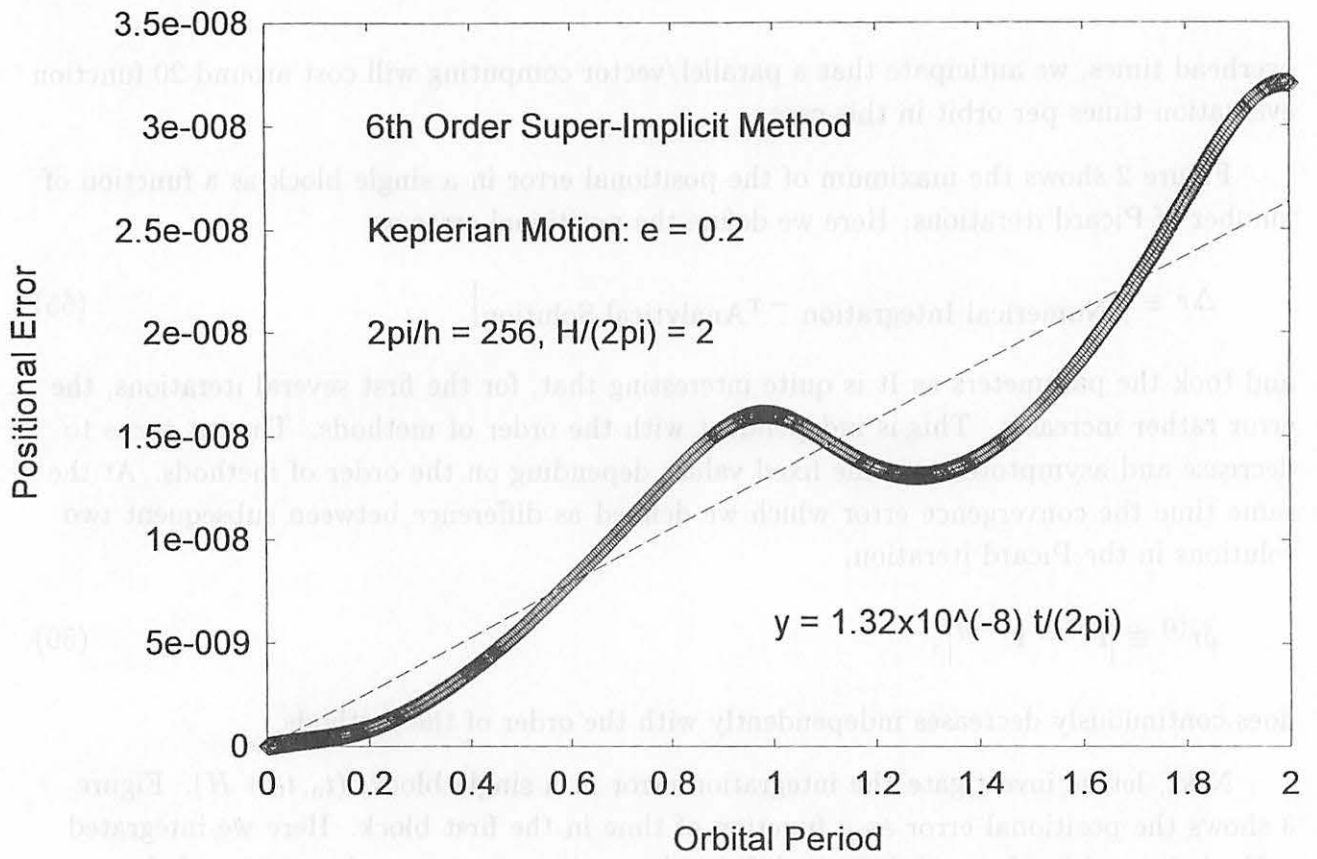 3.5e-008
3e-008
2.5e-008
2e-008
1.5e-008
1e-008
5e-009
0
Positional Error
6th Order Super-Implicit Method
Keplerian Motion: e = 0.2
2pi/h = 256, H/(2pi) = 2
y = 1.32x10^(-8) t/(2pi)
0 0.2 0.4 0.6 0.8 1 1.2 1.4 1.6 1.8 2
Orbital Period
overhead times, we anticipate that a parallel/vector computing will cost around 20 function
evaluation times per orbit in this
Figure 2 shows the maximum of the positional error in a single block as a function of
number of Picard iterations. Here we define the positional
Δr ≡ Numerical Integration − Analytical Solution
and took the parameters as It is quite interesting that, for the first several iterations, the
error rather increases. This is independent with the order of methods. to
decrease and asymptotes fixed values depending on the order of methods. At the
same time the convergence error which we defined as difference between subsequent two
solutions in the Picard iteration,
does continuously decreases independently with the order of the
Next, let us investigate the integration error in a single block, H]. Figure
3 shows the positional error as a function of time in the first block. Here we integrated